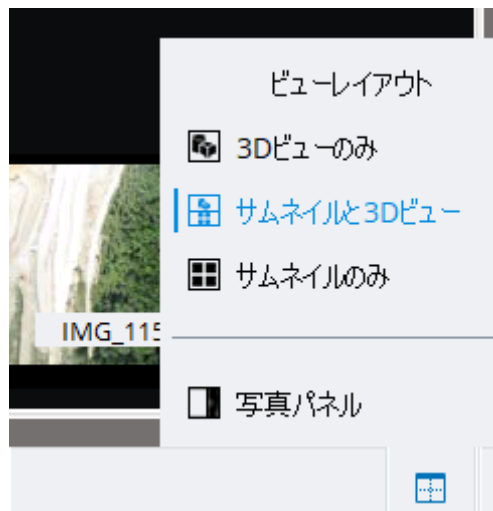 ビューレイアウト
3Dビューのみ
サムネイルと3Dビュー
サムネイルのみ
IMG_115
写真パネル